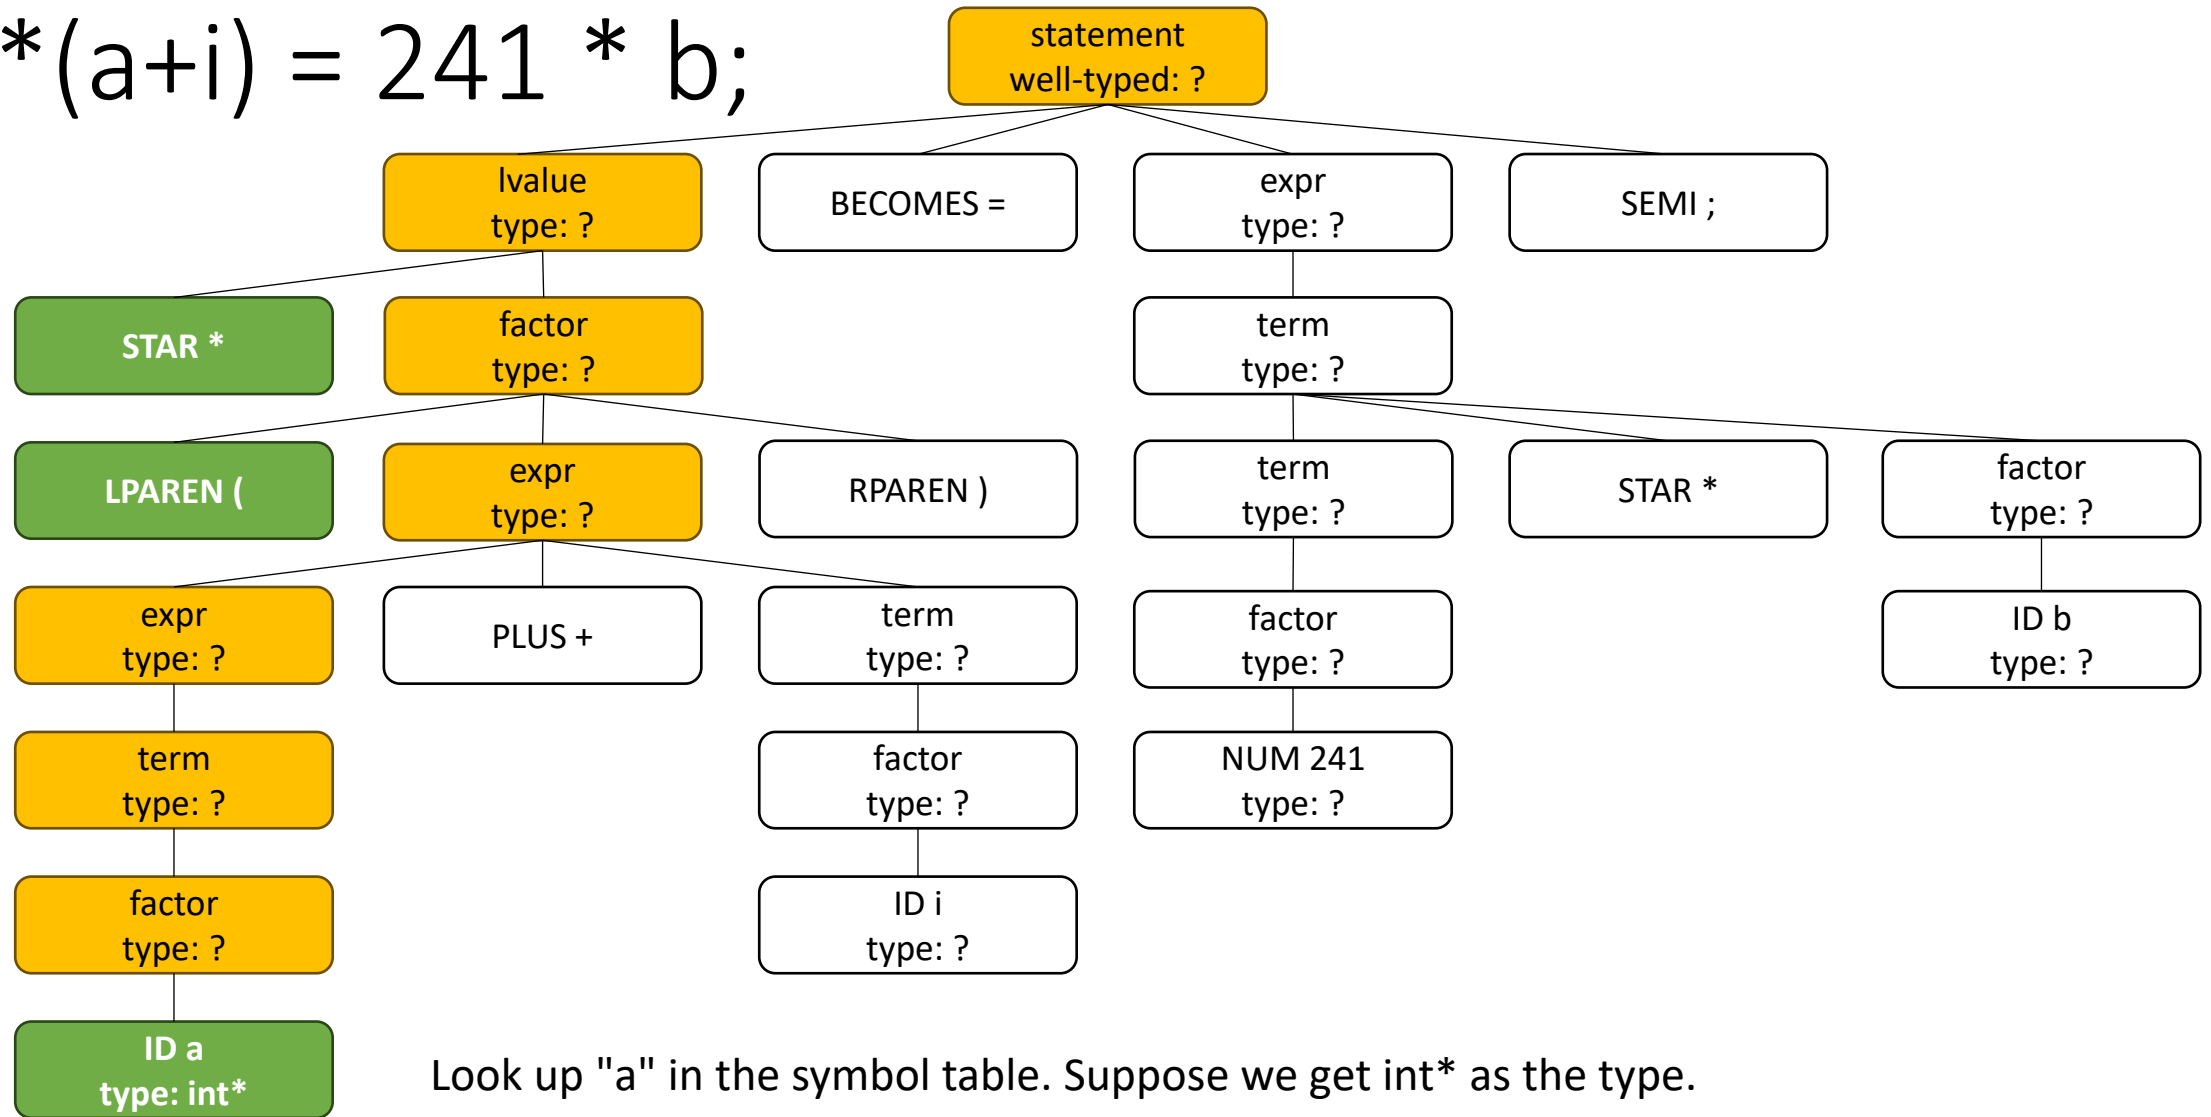 *(a+i) = 241 * b;
statement
well-typed: ?
lvalue
type: ?
BECOMES =
expr
type: ?
SEMI ;
STAR *
factor
type: ?
term
type: ?
LPAREN (
expr
type: ?
RPAREN )
term
type: ?
STAR *
factor
type: ?
expr
type: ?
PLUS +
term
type: ?
factor
type: ?
ID b
type: ?
term
type: ?
factor
type: ?
NUM 241
type: ?
factor
type: ?
ID i
type: ?
ID a
type: int*
Look up "a" in the symbol table. Suppose we get int* as the type.